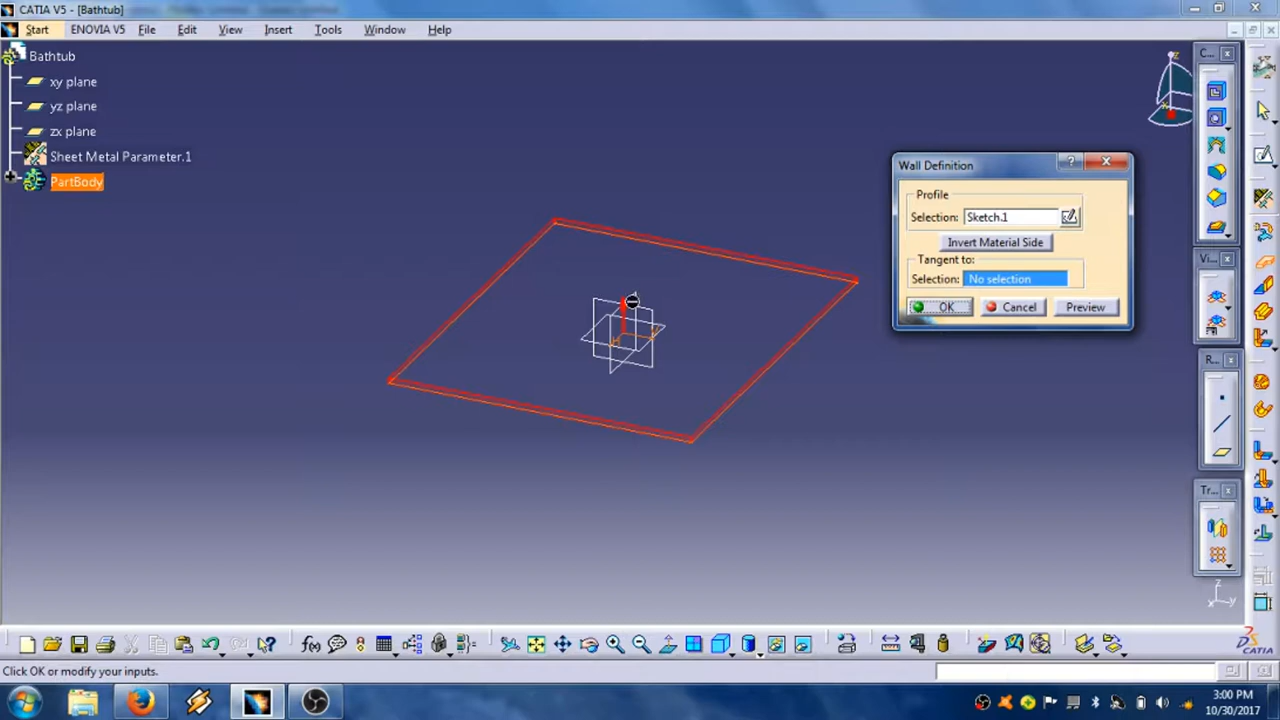 CATIA V5 - [Bathtub]
Start ENOVIA V5 File Edit View Insert Tools Window Help
Bathtub
xy plane
yz plane
zx plane
Sheet Metal Parameter.1
PartBody
Wall Definition
Profile
Selection: Sketch.1
Invert Material Side
Tangent to:
Selection: No selection
OK Cancel Preview
C...
Vi...
R...
Tr...
z
z
x y
f(x)
CATIA
Click OK or modify your inputs.
3:00 PM
10/30/2017